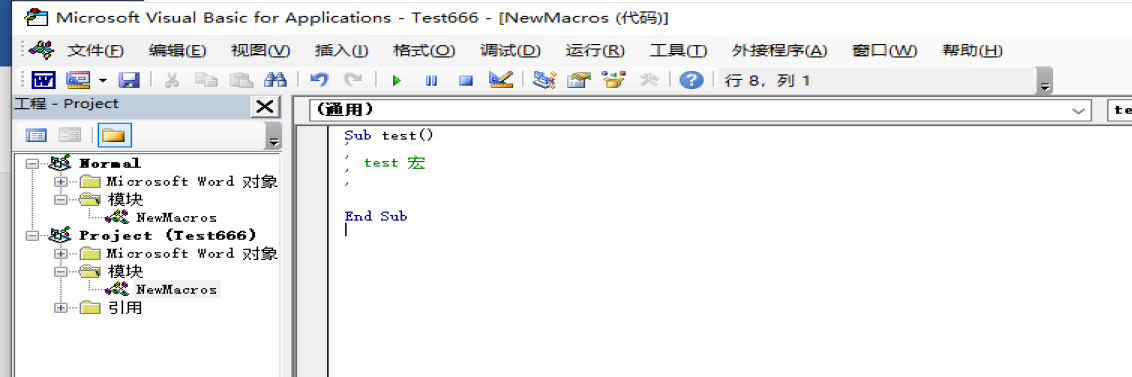 Microsoft Visual Basic for Applications - Test666 - [NewMacros (代码)]
文件(F) 编辑(E) 视图(V) 插入(I) 格式(O) 调试(D) 运行(R) 工具(T) 外接程序(A) 窗口(W) 帮助(H)
行 8, 列 1
工程 - Project
(通用)
te
Normal
Microsoft Word 对象
模块
NewMacros
Project (Test666)
Microsoft Word 对象
模块
NewMacros
引用
Sub test()
'
' test 宏
'
'
End Sub